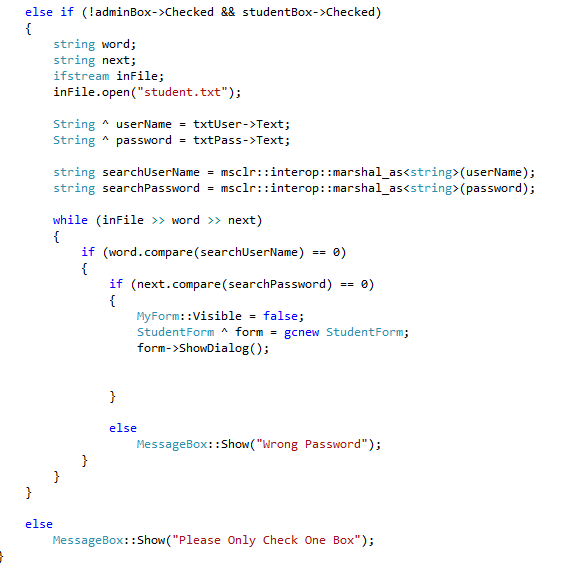 else if (!adminBox->Checked && studentBox->Checked)
{
string word;
string next;
ifstream inFile;
inFile.open("student.txt");
String ^ userName = txtUser->Text;
String ^ password = txtPass->Text;
string searchUserName = msclr::interop::marshal_as<string>(userName);
string searchPassword = msclr::interop::marshal_as<string>(password);
while (inFile >> word >> next)
{
if (word.compare(searchUserName) == 0)
{
if (next.compare(searchPassword) == 0)
{
MyForm::Visible = false;
StudentForm ^ form = gcnew StudentForm;
form->ShowDialog();
}
else
MessageBox::Show("Wrong Password");
}
}
}
else
MessageBox::Show("Please Only Check One Box");
}